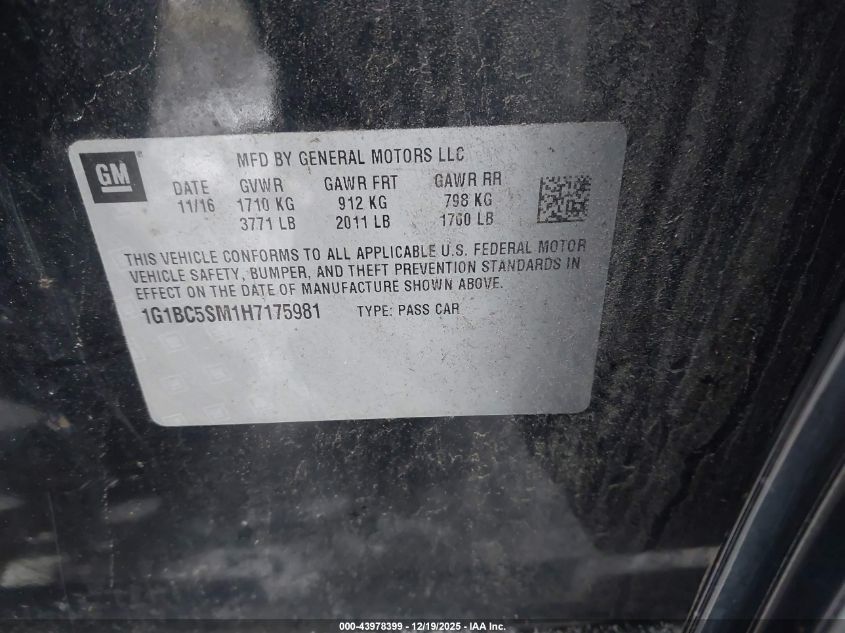 GM
MFD BY GENERAL MOTORS LLC
DATE GVWR GAWR FRT GAWR RR
11/16 1710 KG 912 KG 798 KG
3771 LB 2011 LB 1760 LB
THIS VEHICLE CONFORMS TO ALL APPLICABLE U.S. FEDERAL MOTOR
VEHICLE SAFETY, BUMPER, AND THEFT PREVENTION STANDARDS IN
EFFECT ON THE DATE OF MANUFACTURE SHOWN ABOVE.
1G1BC5SM1H7175981 TYPE: PASS CAR
000-43978399 - 12/19/2025 - IAA Inc.